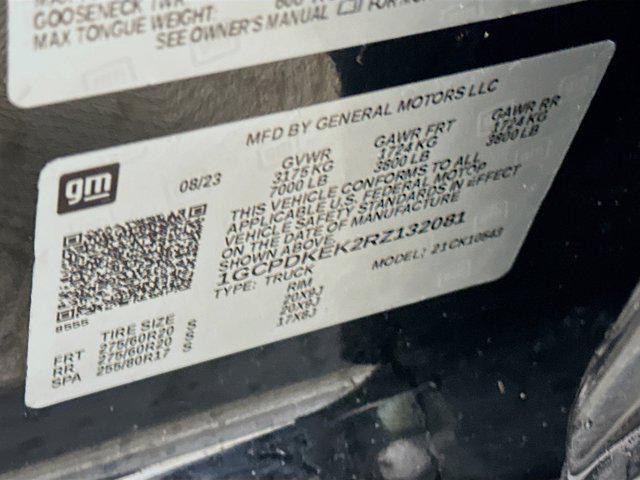 GOOSENECK TWR
MAX TONGUE WEIGHT:
SEE OWNER'S MANUAL
MFD BY GENERAL MOTORS LLC
gm
08/23
GVWR GAWR FRT GAWR RR
3175 KG 1724 KG 1724 KG
7000 LB 3800 LB 3800 LB
THIS VEHICLE CONFORMS TO ALL
APPLICABLE U.S. FEDERAL MOTOR
VEHICLE SAFETY STANDARDS IN EFFECT
ON THE DATE OF MANUFACTURE
SHOWN ABOVE.
1GCPDKEK2RZ132081
TYPE: TRUCK MODEL: 21CK10543
8555
TIRE SIZE RIM
FRT 275/60R20 S 20X9J
RR 275/60R20 S 20X9J
SPA 255/80R17 S 17X8J